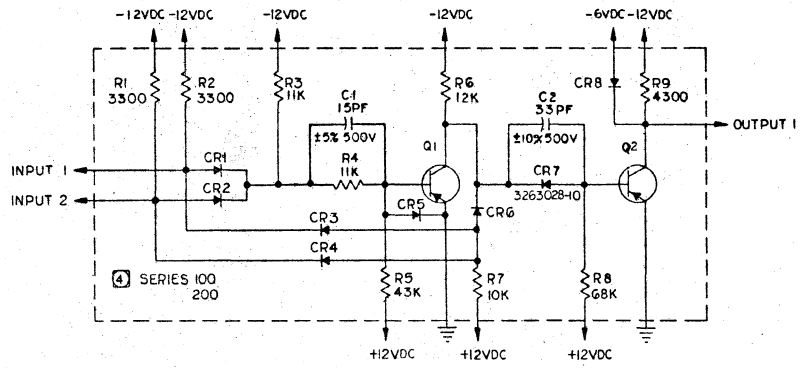 -12VDC -12VDC -12VDC -12VDC -6VDC -12VDC
R1
3300
R2
3300
R3
11K
C1
15PF
±5% 500V
R4
11K
R6
12K
Q1
C2
33PF
±10% 500V
CR7
3263028-10
CR8
R9
4300
OUTPUT 1
Q2
INPUT 1
CR1
INPUT 2
CR2
CR5
CR6
CR3
CR4
4 SERIES 100
200
R5
43K
R7
10K
R8
68K
+12VDC +12VDC +12VDC